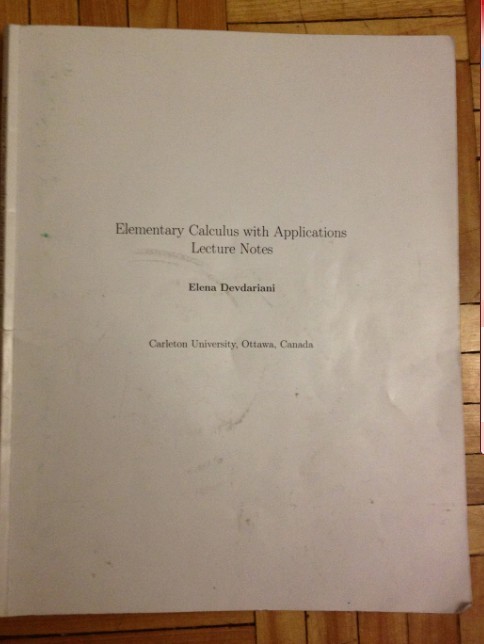 Elementary Calculus with Applications
Lecture Notes
Elena Devdariani
Carleton University, Ottawa, Canada